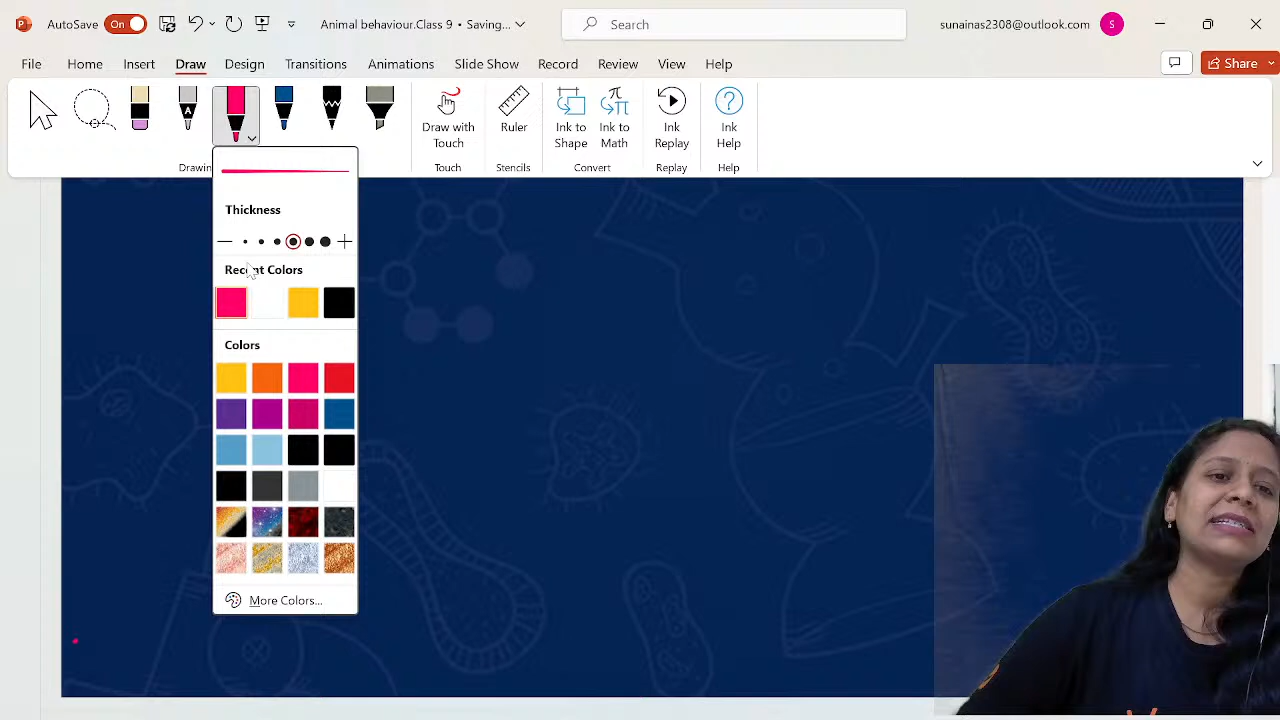 AutoSave On Animal behaviour.Class 9 • Saving... Search sunainas2308@outlook.com S
File Home Insert Draw Design Transitions Animations Slide Show Record Review View Help Share
A
Draw with Touch
Ruler
Ink to Shape
Ink to Math
Ink Replay
Ink Help
Drawin Touch Stencils Convert Replay Help
Thickness
Recent Colors
Colors
More Colors...